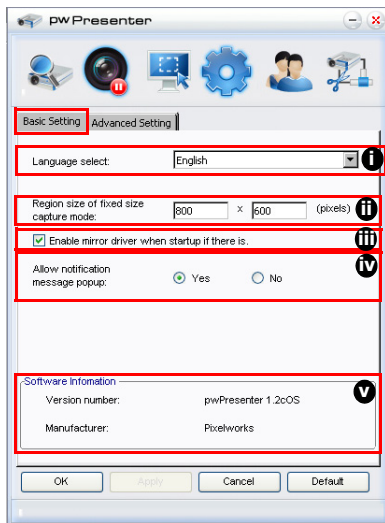 pwPresenter
Basic Setting Advanced Setting
Language select: English i
Region size of fixed size
capture mode: 800 x 600 (pixels) ii
Enable mirror driver when startup if there is. iii
Allow notification
message popup: Yes No iv
Software Infomation v
Version number: pwPresenter 1.2cOS
Manufacturer: Pixelworks
OK Apply Cancel Default